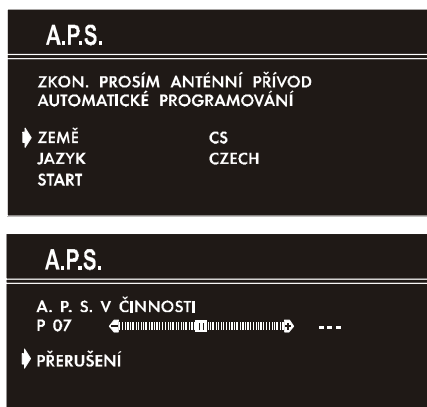 A.P.S.
ZKON. PROSÍM ANTÉNNÍ PŘÍVOD
AUTOMATICKÉ PROGRAMOVÁNÍ
ZEMĚ CS
JAZYK CZECH
START
A.P.S.
A. P. S. V ČINNOSTI
P 07 - + ---
PŘERUŠENÍ